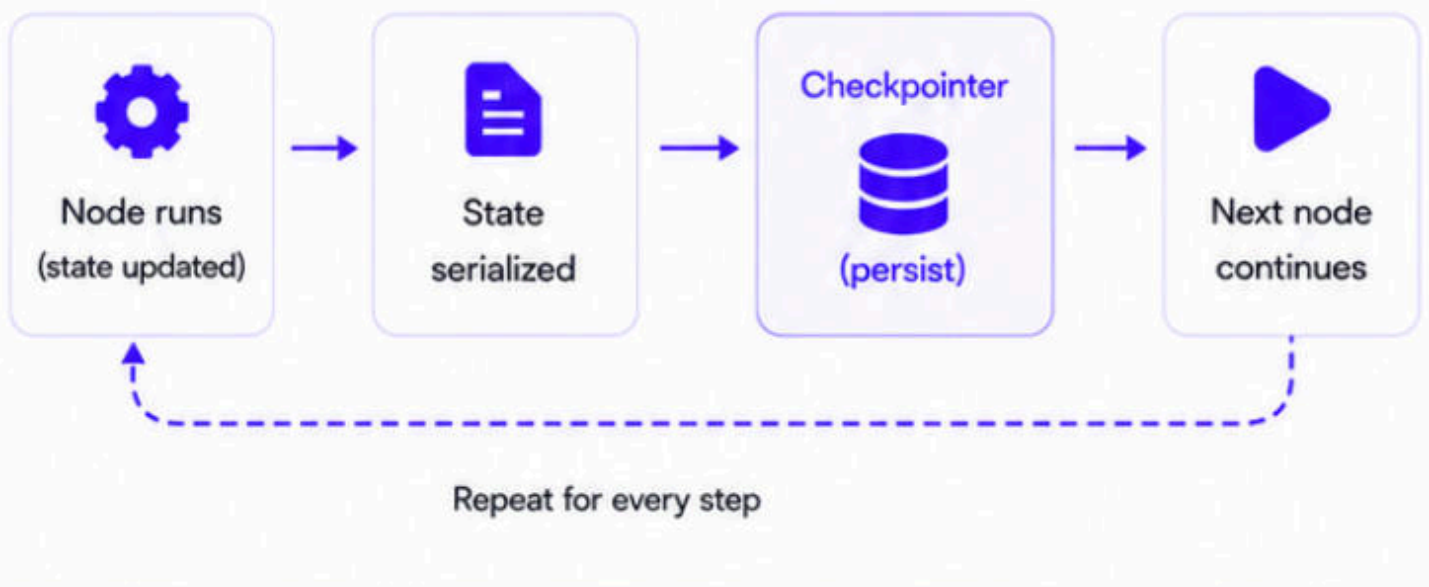 Node runs
(state updated)
State
serialized
Checkpointer
(persist)
Next node
continues
Repeat for every step